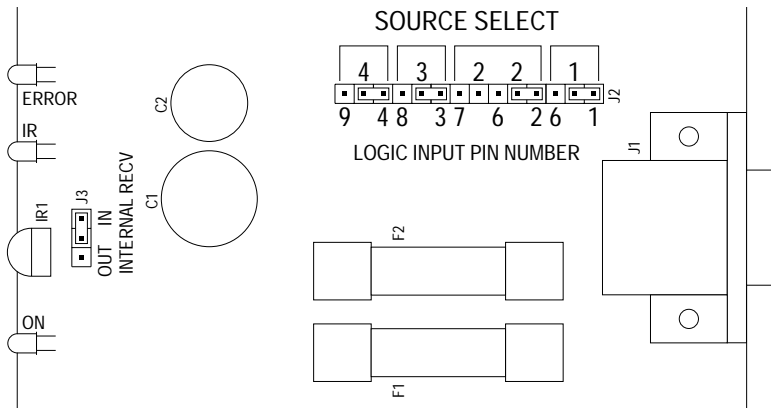 SOURCE SELECT
4 3 2 2 1
J2
9 4 8 3 7 6 2 6 1
LOGIC INPUT PIN NUMBER
ERROR
IR
IR1
ON
J3
IN
OUT
INTERNAL RECV
C2
C1
F2
F1
J1